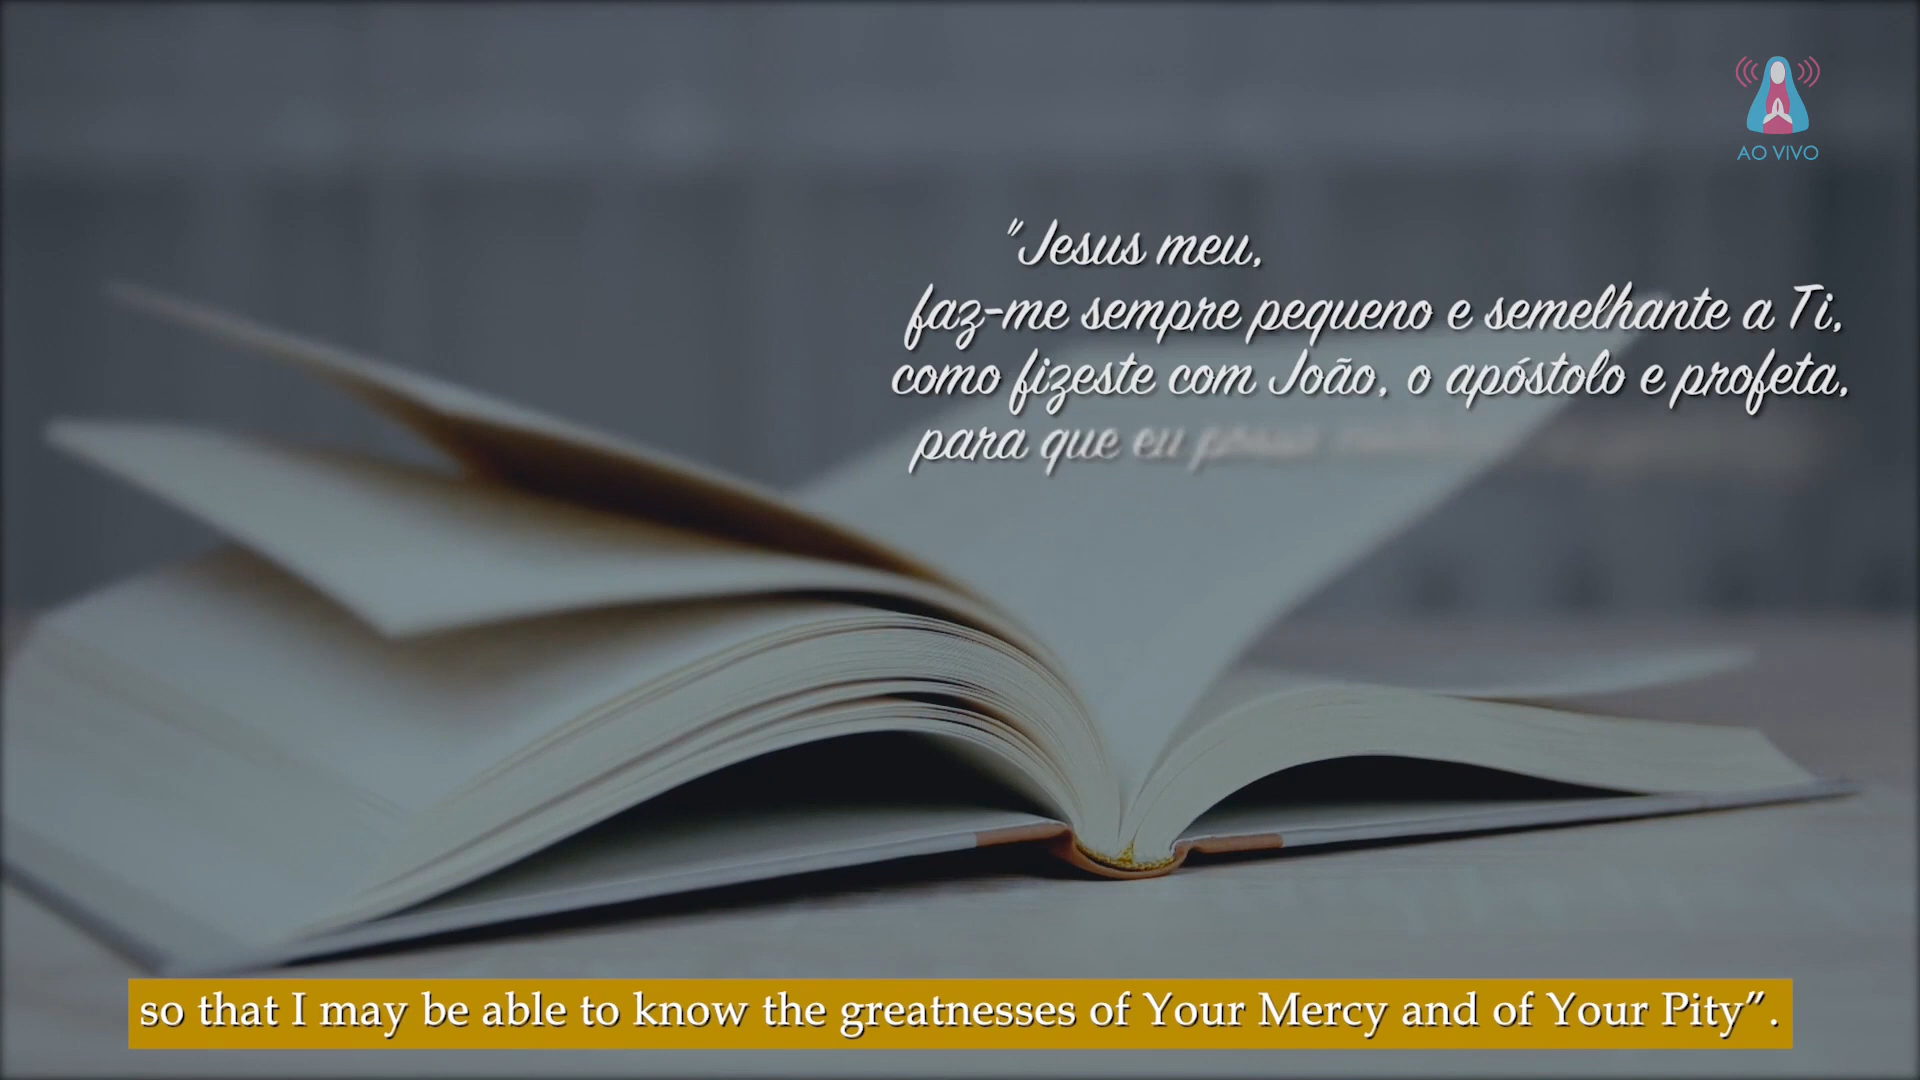 AO VIVO
"Jesus meu,
faz-me sempre pequeno e semelhante a Ti,
como fizeste com João, o apóstolo e profeta,
para que eu
so that I may be able to know the greatnesses of Your Mercy and of Your Pity”.